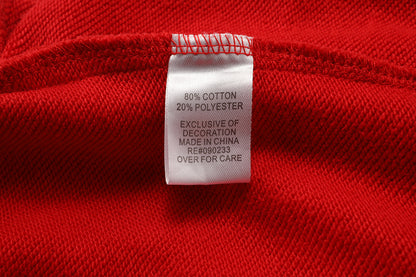 80% COTTON
20% POLYESTER
EXCLUSIVE OF
DECORATION
MADE IN CHINA
RE#090233
OVER FOR CARE